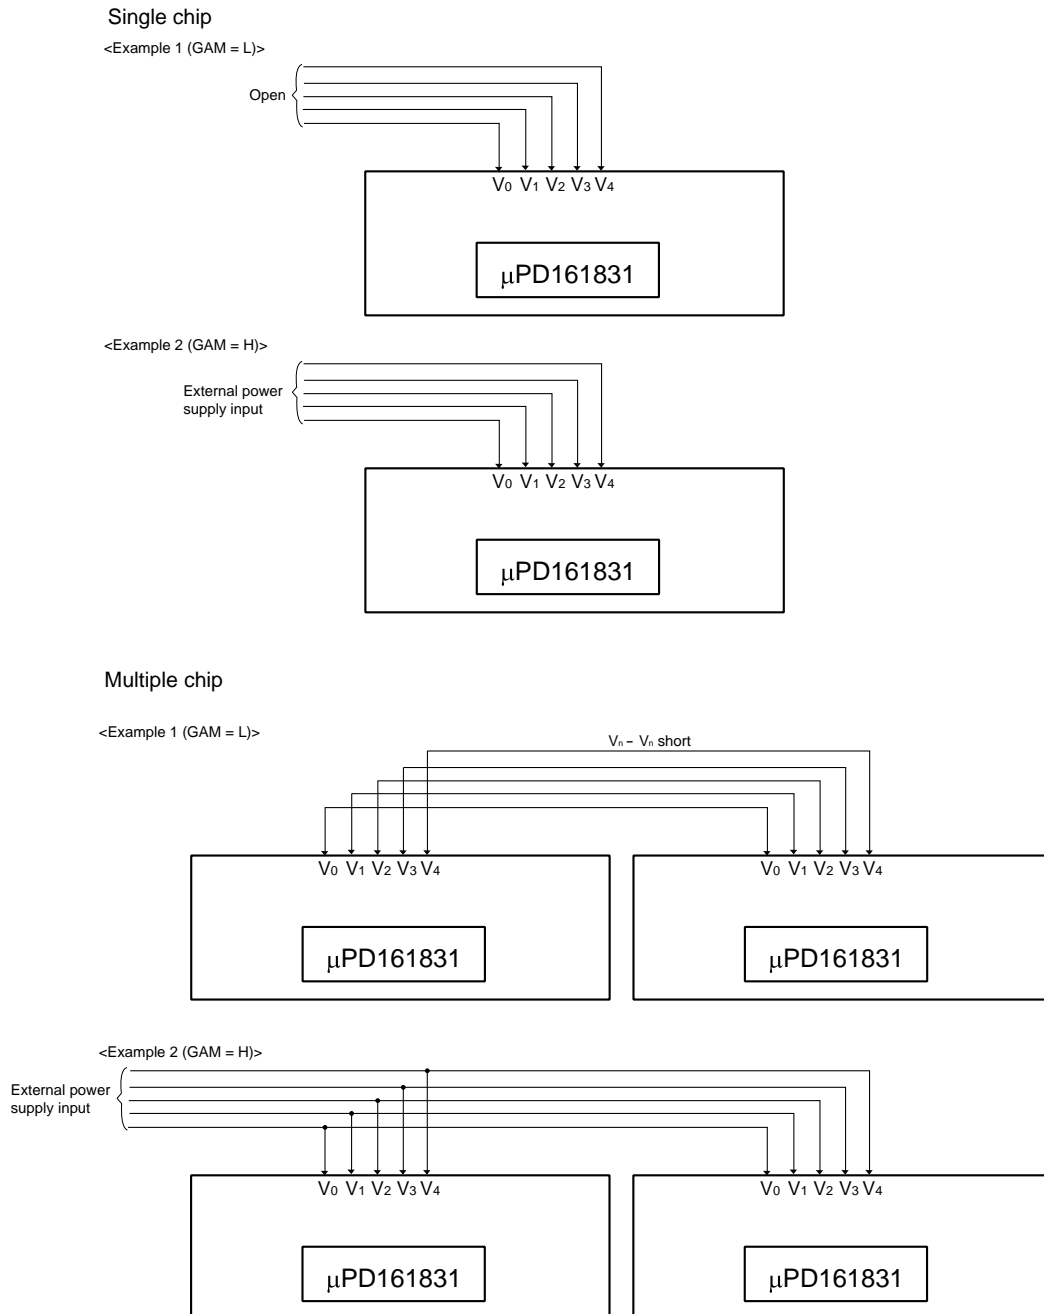 Single chip
<Example 1 (GAM = L)>
Open
V0 V1 V2 V3 V4
μPD161831
<Example 2 (GAM = H)>
External power
supply input
V0 V1 V2 V3 V4
μPD161831
Multiple chip
<Example 1 (GAM = L)>
Vn – Vn short
V0 V1 V2 V3 V4
V0 V1 V2 V3 V4
μPD161831
μPD161831
<Example 2 (GAM = H)>
External power
supply input
V0 V1 V2 V3 V4
V0 V1 V2 V3 V4
μPD161831
μPD161831